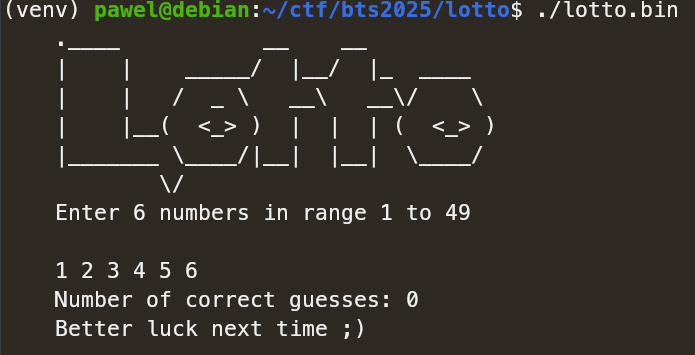 (venv) pawel@debian:~/ctf/bts2025/lotto$ ./lotto.bin
.____             __    __
|    |    _____/  |__/  |_  ____
|    |   /  _ \   __\   __\/    \
|    |__(  <_> )  |  |  | (  <_> )
|_______ \____/|__|  |__|  \____/
        \/
Enter 6 numbers in range 1 to 49
1 2 3 4 5 6
Number of correct guesses: 0
Better luck next time ;)